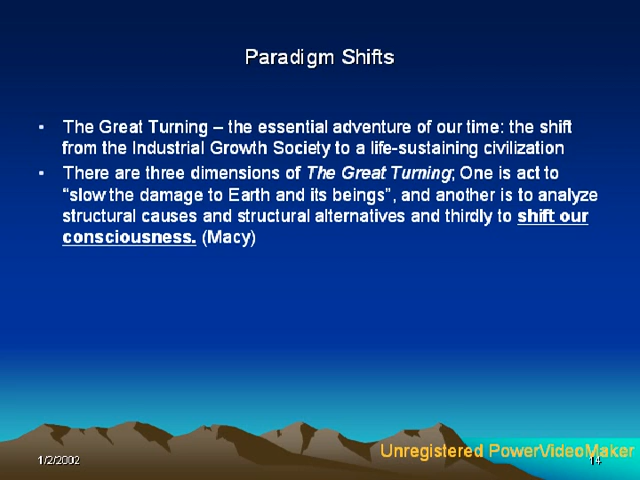 Paradigm Shifts
• The Great Turning – the essential adventure of our time: the shift
from the Industrial Growth Society to a life-sustaining civilization
• There are three dimensions of The Great Turning; One is act to
“slow the damage to Earth and its beings”, and another is to analyze
structural causes and structural alternatives and thirdly to shift our
consciousness. (Macy)
Unregistered PowerVideoMaker
1/2/2002 14